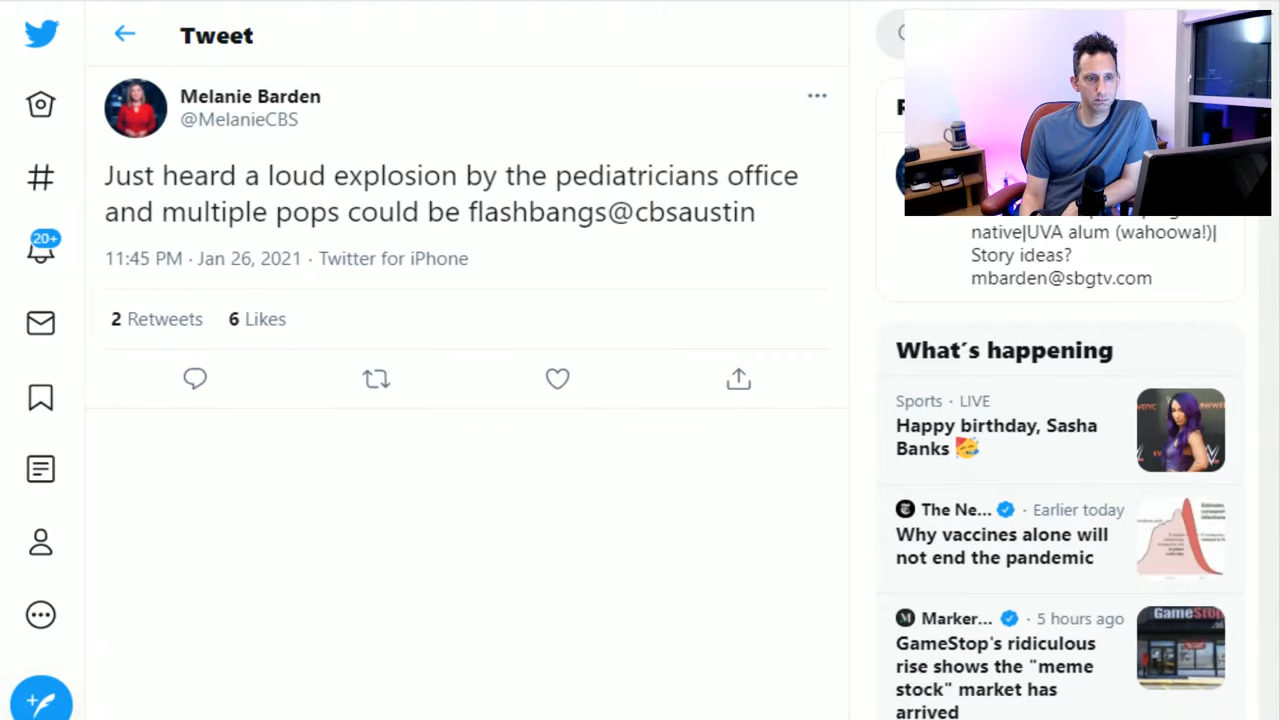 Tweet
Melanie Barden
@MelanieCBS
Just heard a loud explosion by the pediatricians office
and multiple pops could be flashbangs@cbsaustin
11:45 PM · Jan 26, 2021 · Twitter for iPhone
2 Retweets 6 Likes
20+
native|UVA alum (wahoowa!)|
Story ideas?
mbarden@sbgtv.com
What´s happening
Sports · LIVE
Happy birthday, Sasha
Banks 🥳
The Ne... · Earlier today
Why vaccines alone will
not end the pandemic
Marker... · 5 hours ago
GameStop's ridiculous
rise shows the "meme
stock" market has
arrived
GameStop